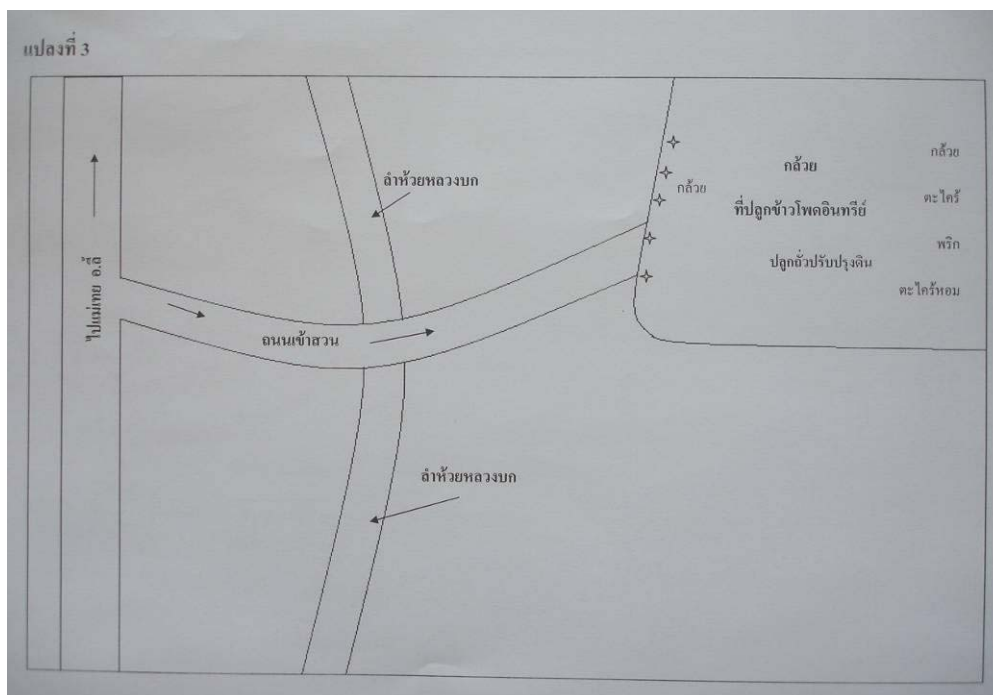 แปลงที่ 3
ลำห้วยหลวงบก
กล้วย
กล้วย
กล้วย
ที่ปลูกข้าวโพดอินทรีย์
ตะไคร้
ปลูกถั่วปรับปรุงดิน
พริก
ตะไคร้หอม
ไปแม่เทย อ.ลี้
ถนนเข้าสวน
ลำห้วยหลวงบก